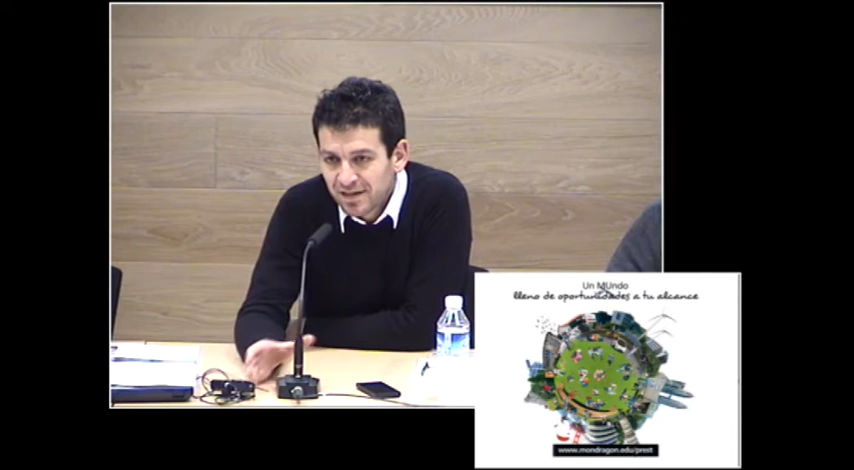 Un MUndo
lleno de oportunidades a tu alcance
www.mondragon.edu/prest